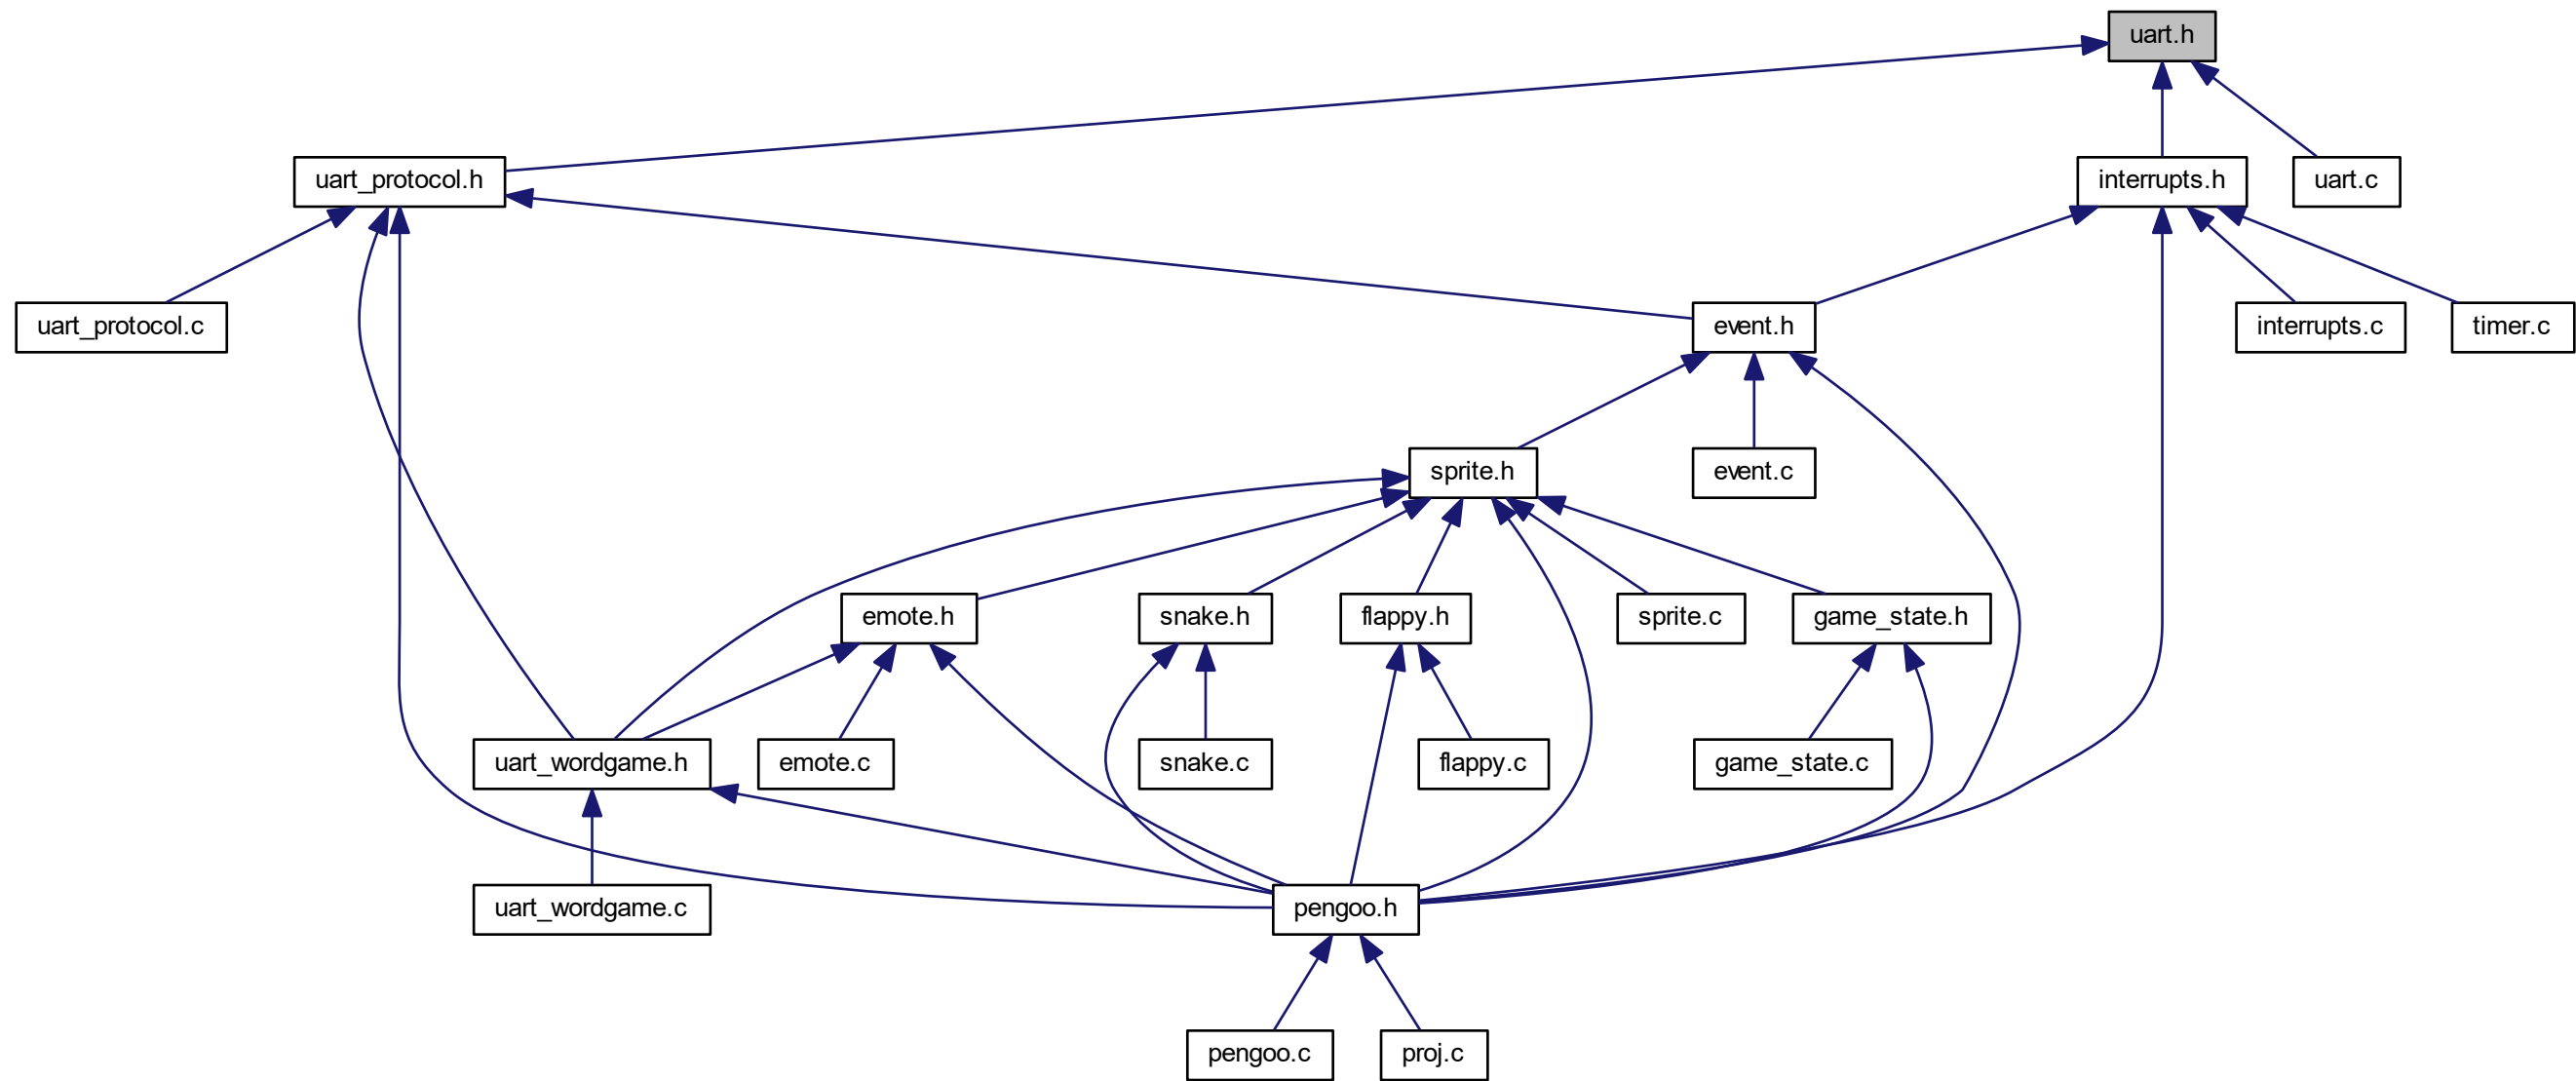 uart.h
uart_protocol.h
interrupts.h
uart.c
uart_protocol.c
event.h
interrupts.c
timer.c
sprite.h
event.c
emote.h
snake.h
flappy.h
sprite.c
game_state.h
uart_wordgame.h
emote.c
snake.c
flappy.c
game_state.c
uart_wordgame.c
pengoo.h
pengoo.c
proj.c